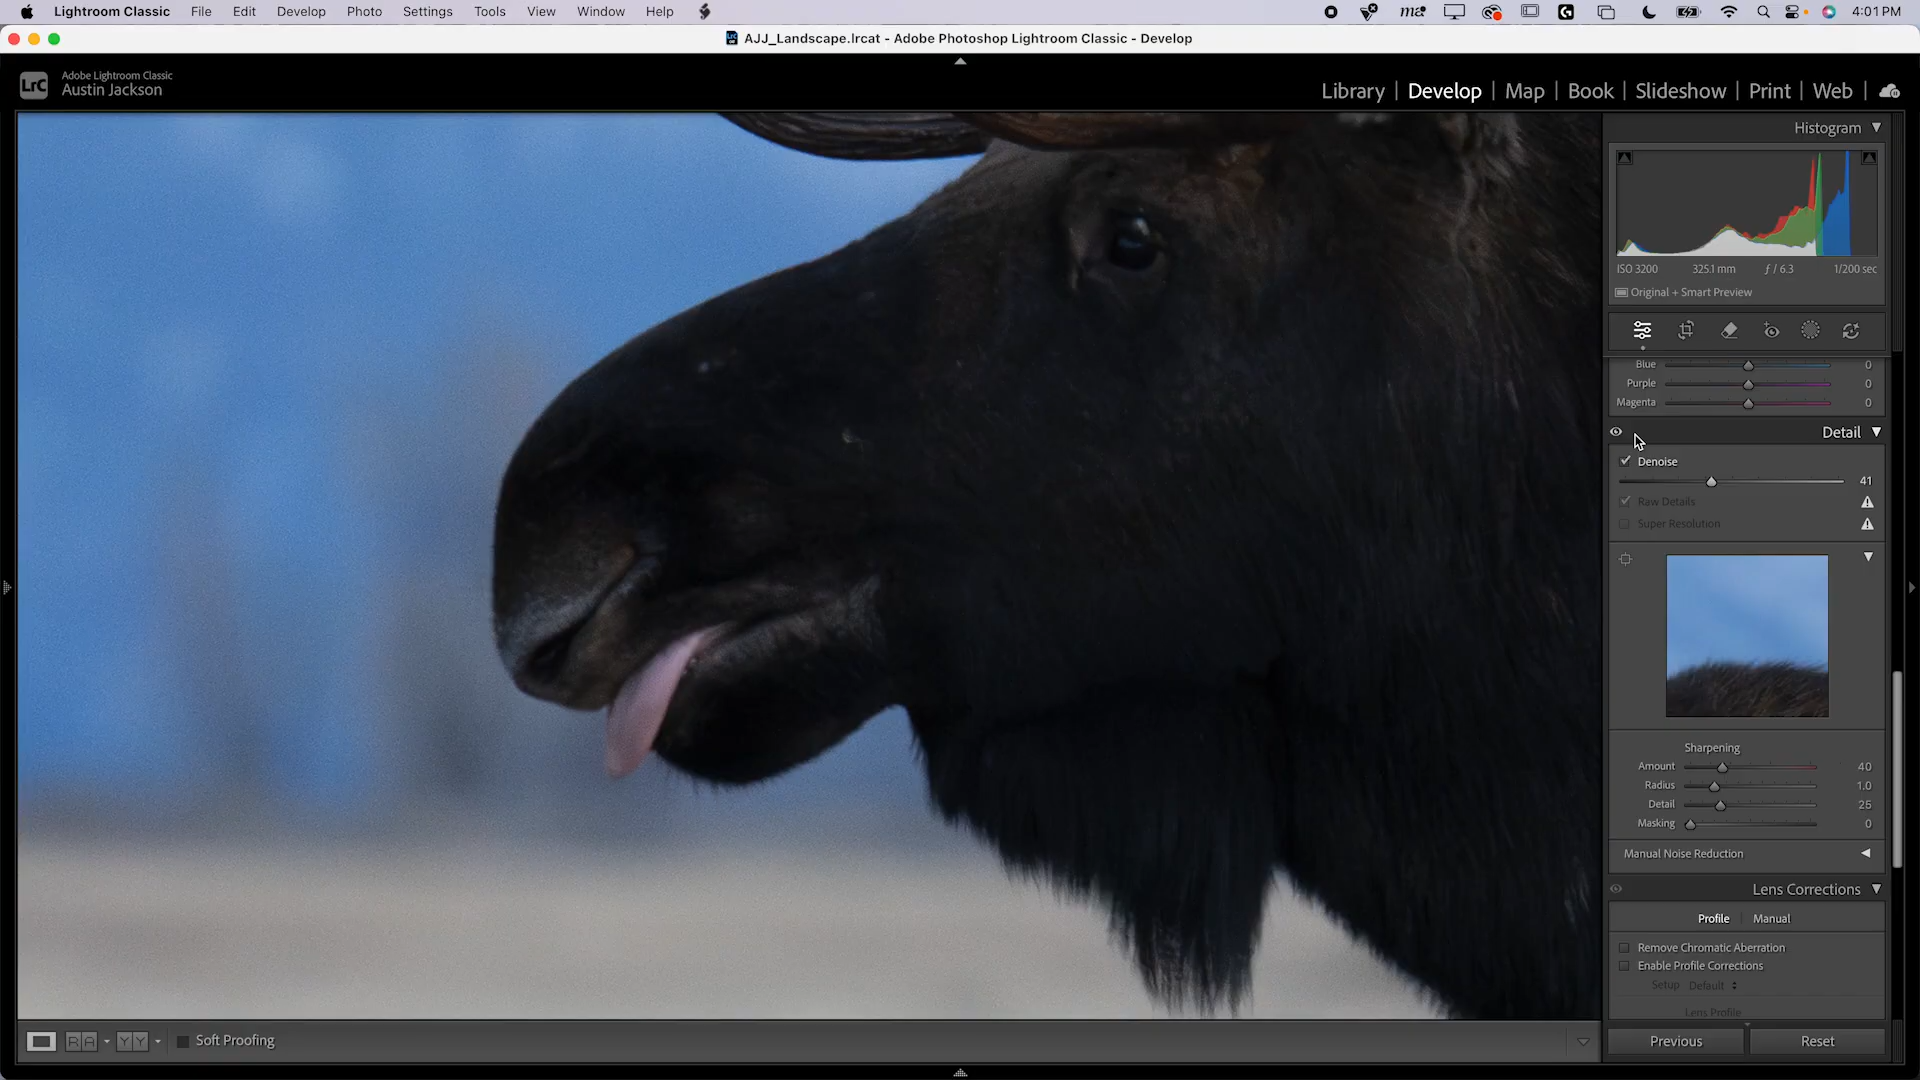 Lightroom Classic File Edit Develop Photo Settings Tools View Window Help 4:01 PM
AJJ_Landscape.lrcat - Adobe Photoshop Lightroom Classic - Develop
LrC Adobe Lightroom Classic
Austin Jackson
Library | Develop | Map | Book | Slideshow | Print | Web
Histogram
ISO 3200 325.1 mm ƒ / 6.3 1/200 sec
Original + Smart Preview
Blue 0
Purple 0
Magenta 0
Detail
Denoise
41
Raw Details
Super Resolution
Sharpening
Amount 40
Radius 1.0
Detail 25
Masking 0
Manual Noise Reduction
Lens Corrections
Profile Manual
Remove Chromatic Aberration
Enable Profile Corrections
Setup Default
Lens Profile
R A Y Y Soft Proofing
Previous Reset